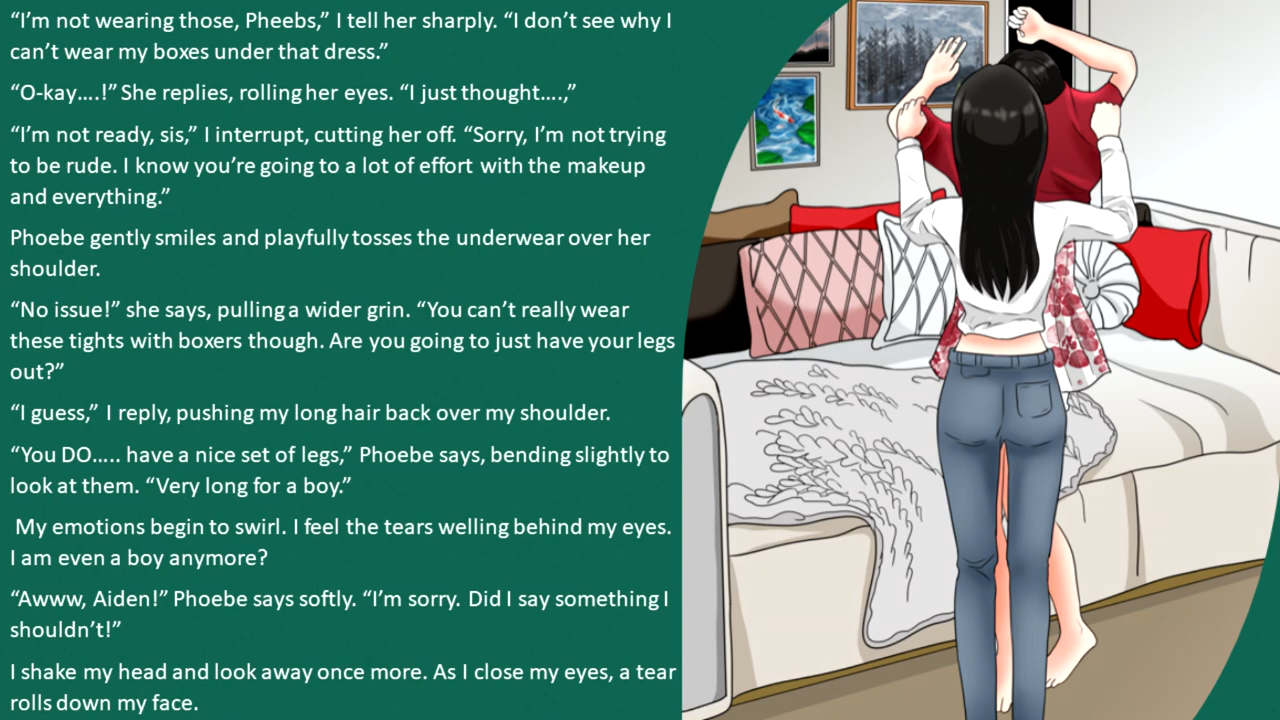 “I’m not wearing those, Pheebs,” I tell her sharply. “I don’t see why I
can’t wear my boxes under that dress.”
“O-kay….!” She replies, rolling her eyes. “I just thought….,”
“I’m not ready, sis,” I interrupt, cutting her off. “Sorry, I’m not trying
to be rude. I know you’re going to a lot of effort with the makeup
and everything.”
Phoebe gently smiles and playfully tosses the underwear over her
shoulder.
“No issue!” she says, pulling a wider grin. “You can’t really wear
these tights with boxers though. Are you going to just have your legs
out?”
“I guess,” I reply, pushing my long hair back over my shoulder.
“You DO….. have a nice set of legs,” Phoebe says, bending slightly to
look at them. “Very long for a boy.”
My emotions begin to swirl. I feel the tears welling behind my eyes.
I am even a boy anymore?
“Awww, Aiden!” Phoebe says softly. “I’m sorry. Did I say something I
shouldn’t!”
I shake my head and look away once more. As I close my eyes, a tear
rolls down my face.